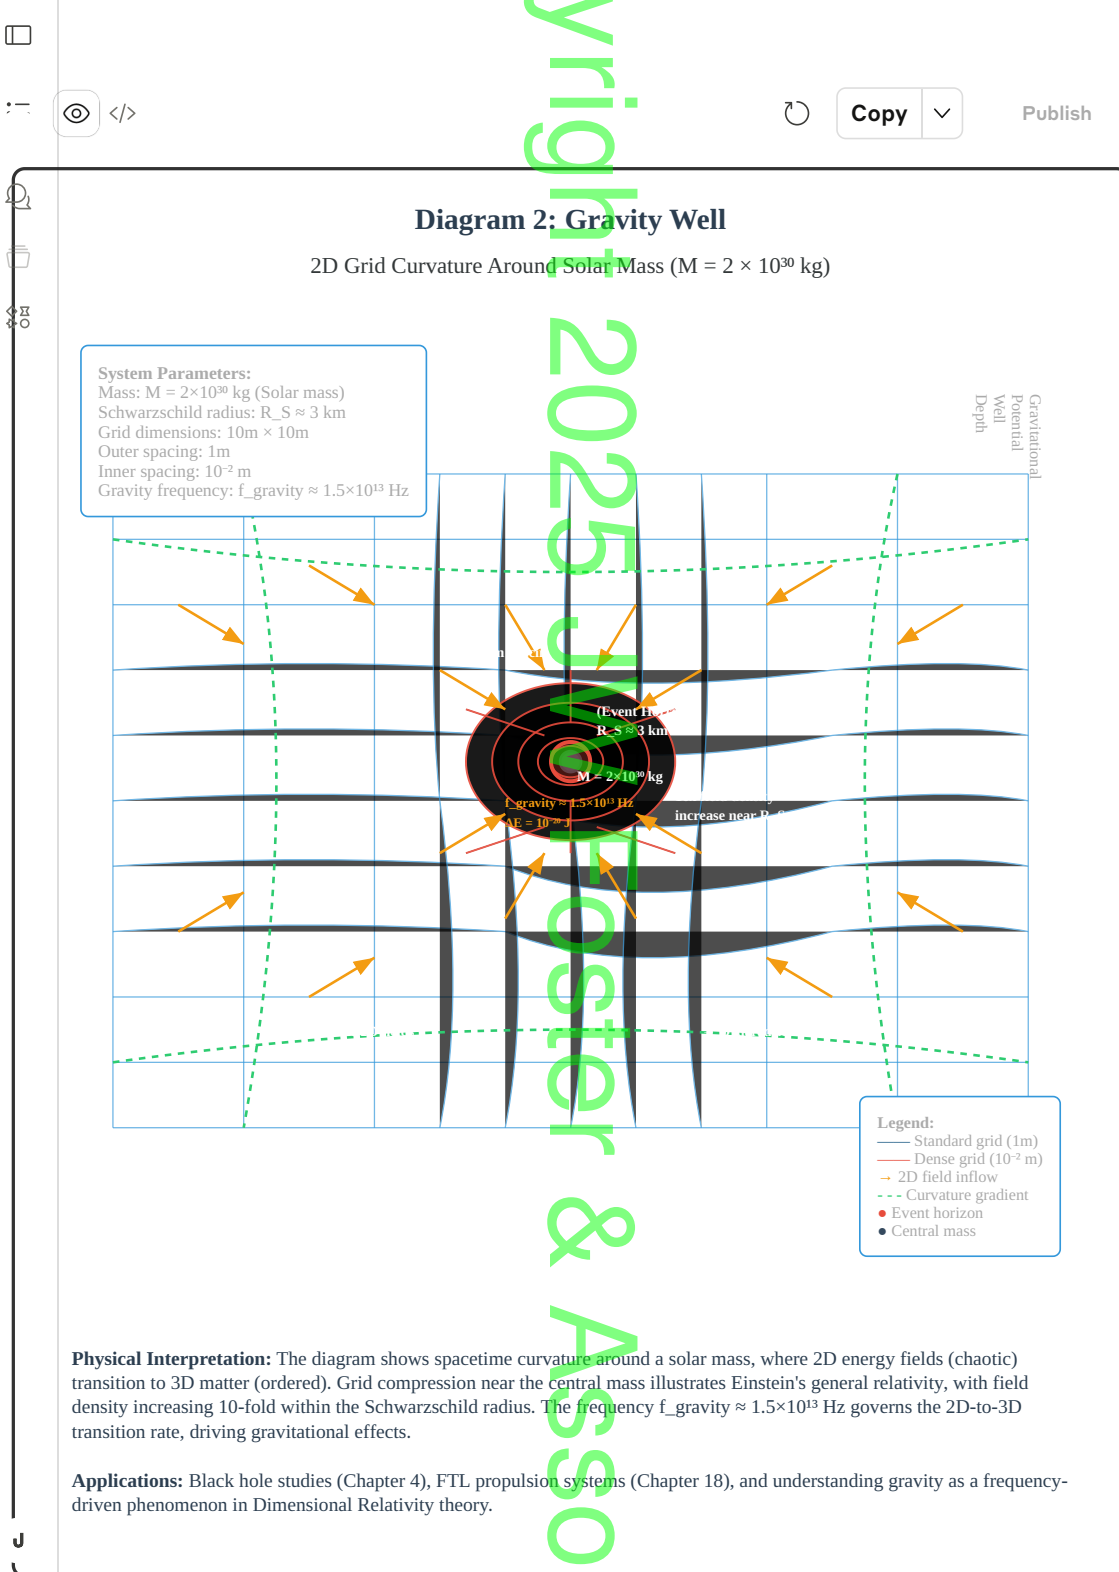 </>
Copy
Publish
Diagram 2: Gravity Well
2D Grid Curvature Around Solar Mass (M = 2 × 10³⁰ kg)
System Parameters:
Mass: M = 2×10³⁰ kg (Solar mass)
Schwarzschild radius: R_S ≈ 3 km
Grid dimensions: 10m × 10m
Outer spacing: 1m
Inner spacing: 10⁻² m
Gravity frequency: f_gravity ≈ 1.5×10¹³ Hz
Gravitational
Potential
Well
Depth
(Event
R_S ≈ 3 km
M = 2×10³⁰ kg
f_gravity ≈ 1.5×10¹³ Hz
ΔE = 10⁻²⁰ J
increase near
Legend:
Standard grid (1m)
Dense grid (10⁻² m)
→ 2D field inflow
Curvature gradient
Event horizon
Central mass
Physical Interpretation: The diagram shows spacetime curvature around a solar mass, where 2D energy fields (chaotic)
transition to 3D matter (ordered). Grid compression near the central mass illustrates Einstein's general relativity, with field
density increasing 10-fold within the Schwarzschild radius. The frequency f_gravity ≈ 1.5×10¹³ Hz governs the 2D-to-3D
transition rate, driving gravitational effects.
Applications: Black hole studies (Chapter 4), FTL propulsion systems (Chapter 18), and understanding gravity as a frequency-
driven phenomenon in Dimensional Relativity theory.
yright 2025 JW Foster & Asso